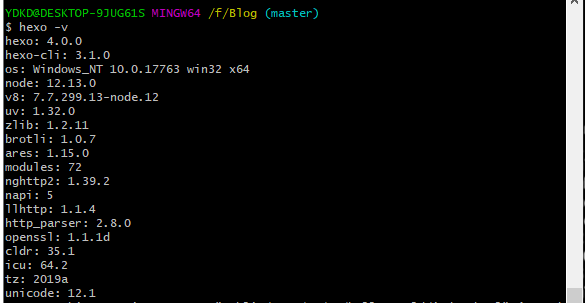 YDKD@DESKTOP-9JUG61S MINGW64 /f/Blog (master)
$ hexo -v
hexo: 4.0.0
hexo-cli: 3.1.0
os: Windows_NT 10.0.17763 win32 x64
node: 12.13.0
v8: 7.7.299.13-node.12
uv: 1.32.0
zlib: 1.2.11
brotli: 1.0.7
ares: 1.15.0
modules: 72
nghttp2: 1.39.2
napi: 5
llhttp: 1.1.4
http_parser: 2.8.0
openssl: 1.1.1d
cldr: 35.1
icu: 64.2
tz: 2019a
unicode: 12.1